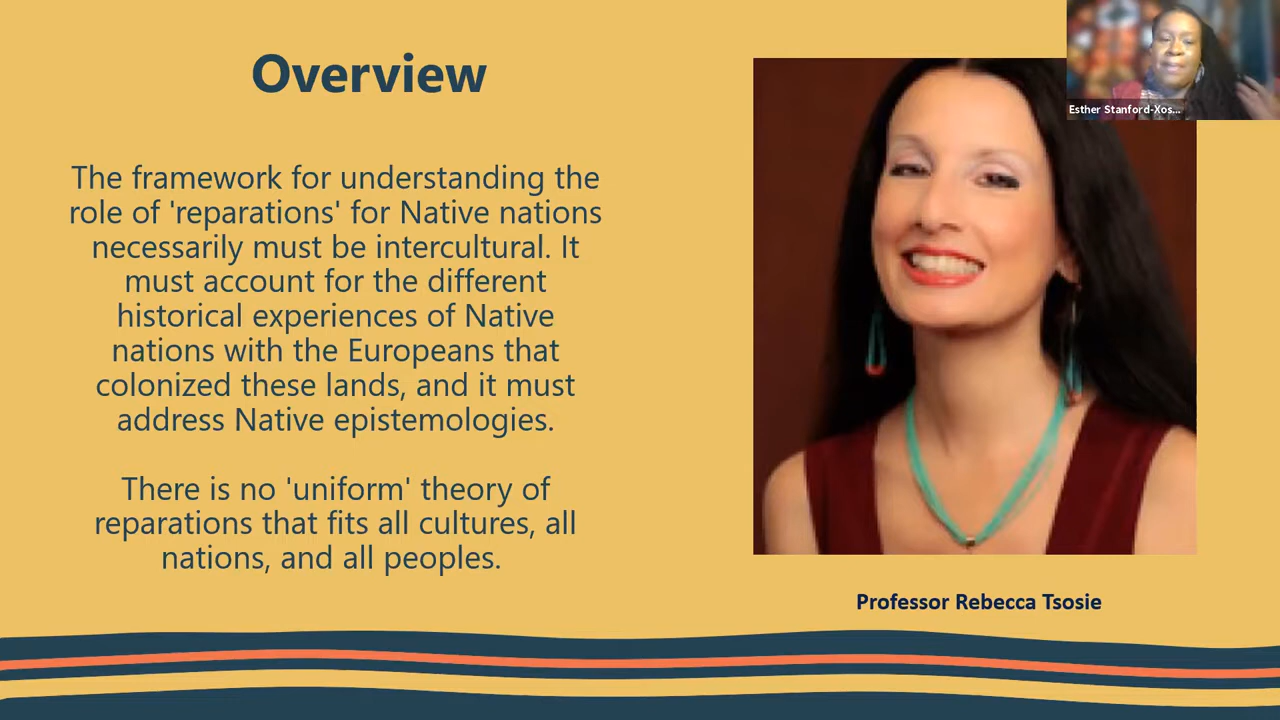 Overview
The framework for understanding the
role of 'reparations' for Native nations
necessarily must be intercultural. It
must account for the different
historical experiences of Native
nations with the Europeans that
colonized these lands, and it must
address Native epistemologies.
There is no 'uniform' theory of
reparations that fits all cultures, all
nations, and all peoples.
Esther Stanford-Xos...
Professor Rebecca Tsosie